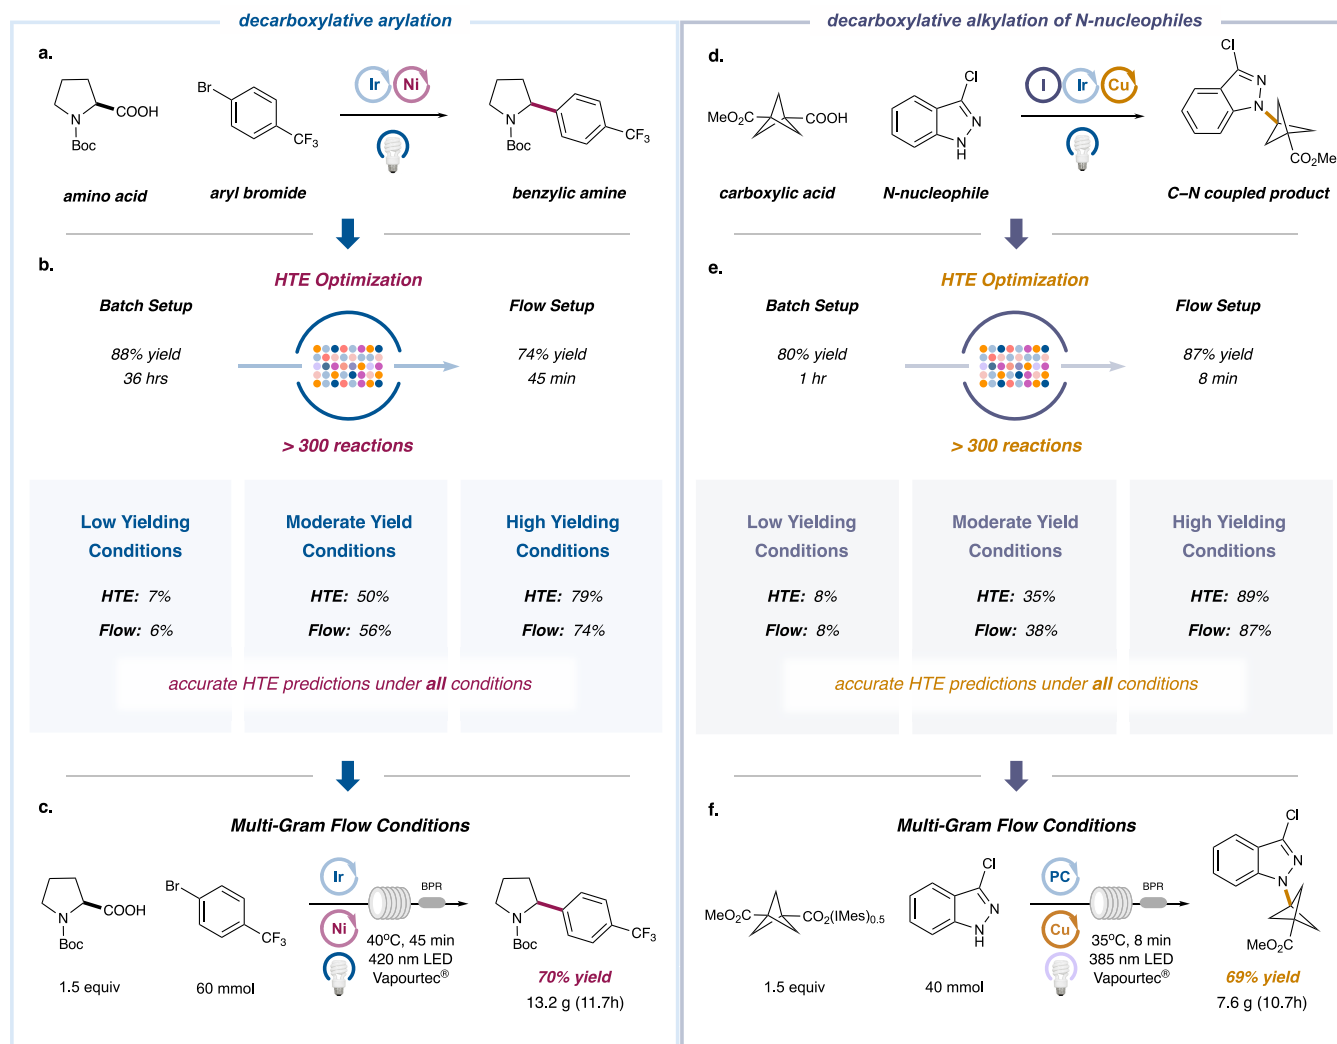 decarboxylative arylation
a.
COOH
N
Boc
amino acid
Br
CF3
aryl bromide
Ir
Ni
N
Boc
CF3
benzylic amine
b.
HTE Optimization
Batch Setup
88% yield
36 hrs
Flow Setup
74% yield
45 min
> 300 reactions
Low Yielding
Conditions
HTE: 7%
Flow: 6%
Moderate Yield
Conditions
HTE: 50%
Flow: 56%
High Yielding
Conditions
HTE: 79%
Flow: 74%
accurate HTE predictions under all conditions
c.
Multi-Gram Flow Conditions
COOH
N
Boc
1.5 equiv
Br
CF3
60 mmol
Ir
Ni
BPR
40ºC, 45 min
420 nm LED
Vapourtec®
N
Boc
CF3
70% yield
13.2 g (11.7h)
decarboxylative alkylation of N-nucleophiles
d.
MeO2C
COOH
carboxylic acid
Cl
N
N
H
N-nucleophile
I
Ir
Cu
Cl
N
N
CO2Me
C–N coupled product
e.
HTE Optimization
Batch Setup
80% yield
1 hr
Flow Setup
87% yield
8 min
> 300 reactions
Low Yielding
Conditions
HTE: 8%
Flow: 8%
Moderate Yield
Conditions
HTE: 35%
Flow: 38%
High Yielding
Conditions
HTE: 89%
Flow: 87%
accurate HTE predictions under all conditions
f.
Multi-Gram Flow Conditions
MeO2C
CO2(IMes)0.5
1.5 equiv
Cl
N
N
H
40 mmol
PC
Cu
BPR
35ºC, 8 min
385 nm LED
Vapourtec®
Cl
N
N
MeO2C
69% yield
7.6 g (10.7h)